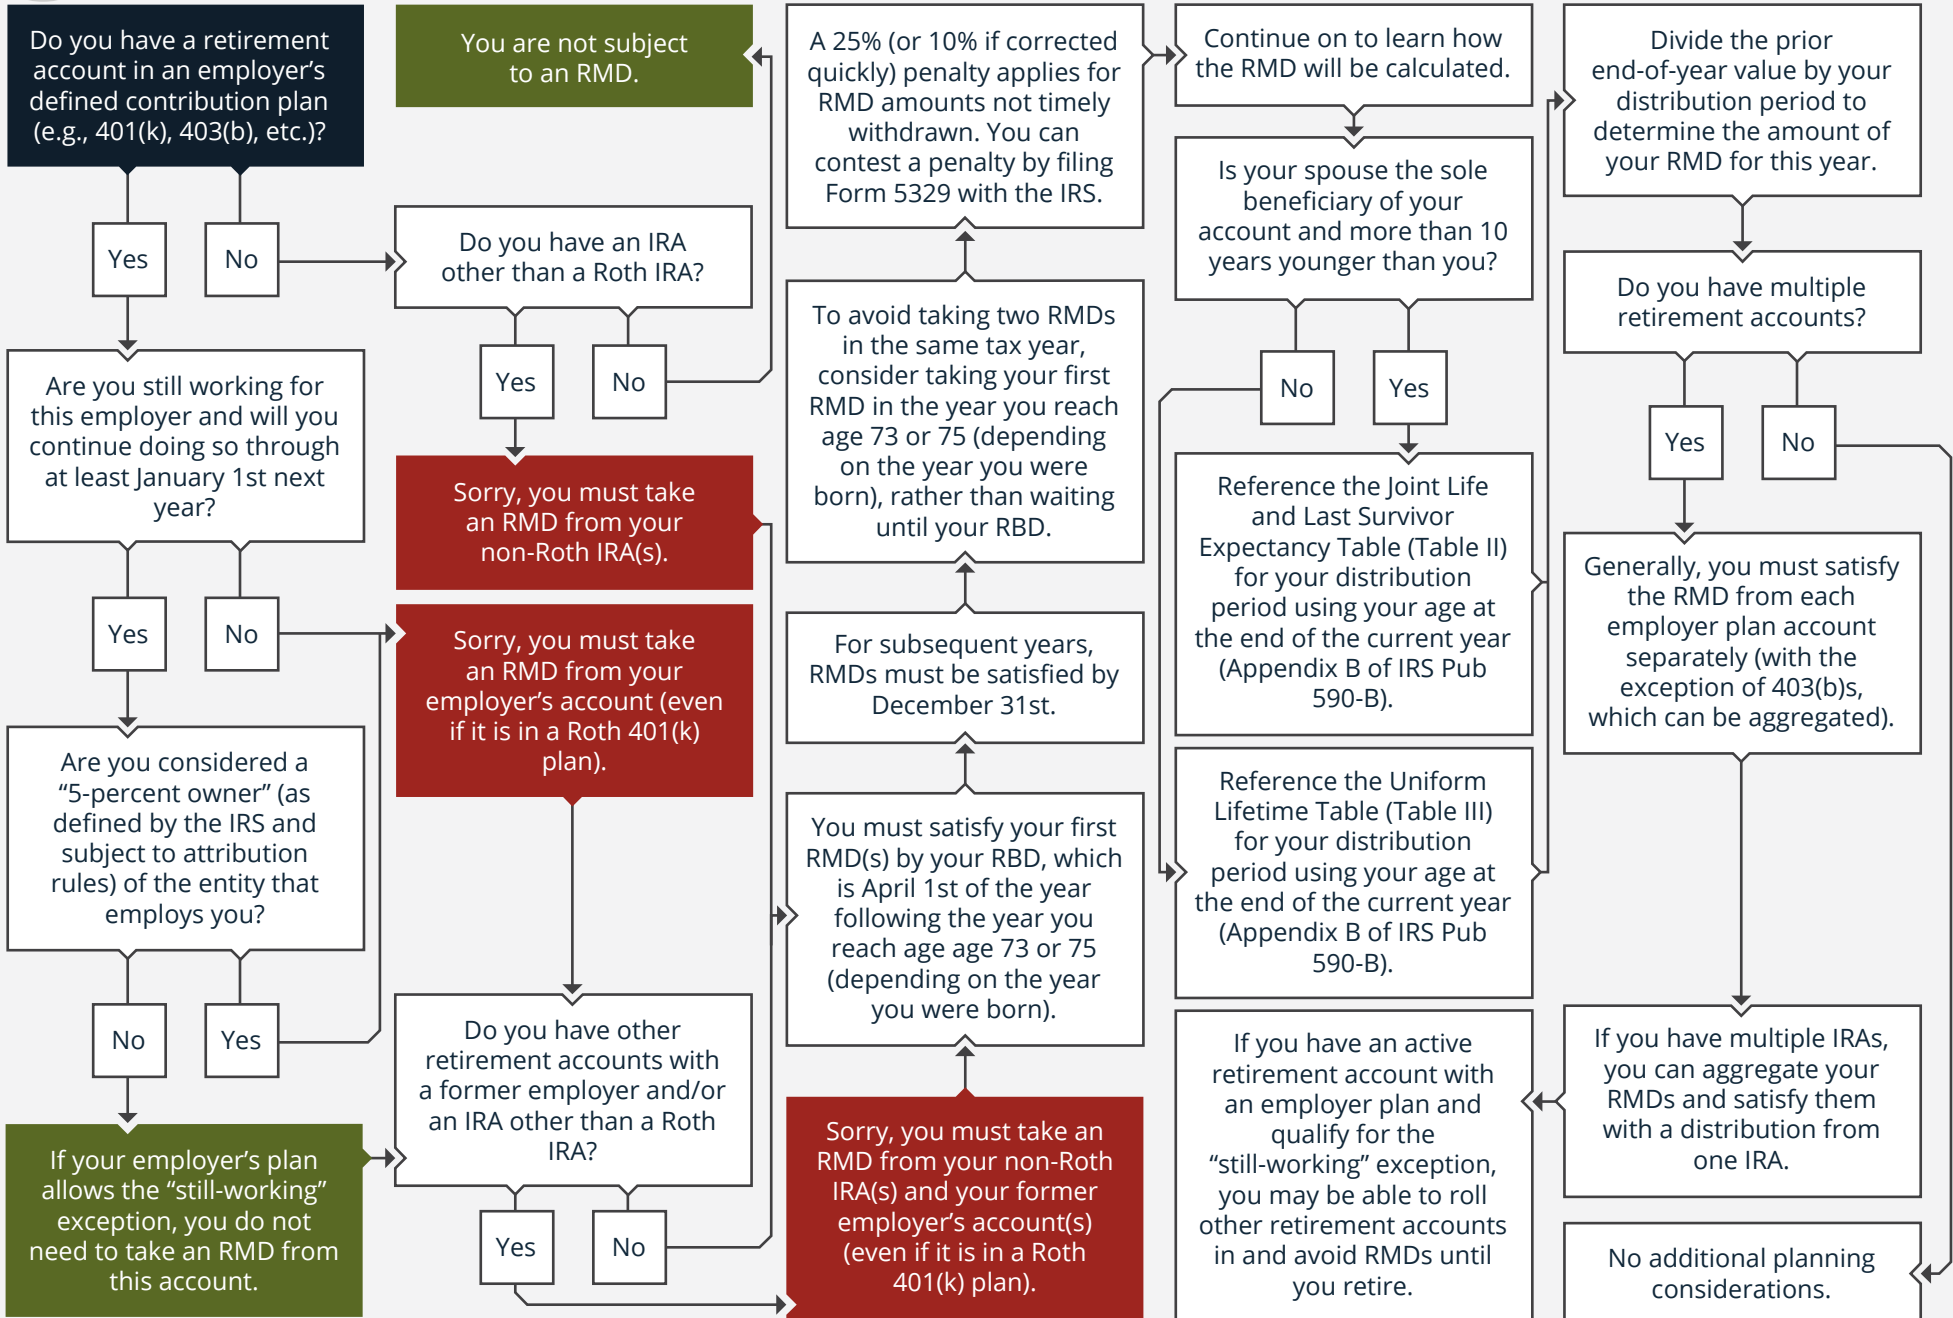 Do you have a retirement
account in an employer’s
defined contribution plan
(e.g., 401(k), 403(b), etc.)?
Yes
No
Are you still working for
this employer and will you
continue doing so through
at least January 1st next
year?
Yes
No
Are you considered a
“5-percent owner” (as
defined by the IRS and
subject to attribution
rules) of the entity that
employs you?
No
Yes
If your employer’s plan
allows the “still-working”
exception, you do not
need to take an RMD from
this account.
You are not subject
to an RMD.
Do you have an IRA
other than a Roth IRA?
Yes
No
Sorry, you must take
an RMD from your
non-Roth IRA(s).
Sorry, you must take
an RMD from your
employer’s account (even
if it is in a Roth 401(k)
plan).
Do you have other
retirement accounts with
a former employer and/or
an IRA other than a Roth
IRA?
Yes
No
A 25% (or 10% if corrected
quickly) penalty applies for
RMD amounts not timely
withdrawn. You can
contest a penalty by filing
Form 5329 with the IRS.
To avoid taking two RMDs
in the same tax year,
consider taking your first
RMD in the year you reach
age 73 or 75 (depending
on the year you were
born), rather than waiting
until your RBD.
For subsequent years,
RMDs must be satisfied by
December 31st.
You must satisfy your first
RMD(s) by your RBD, which
is April 1st of the year
following the year you
reach age age 73 or 75
(depending on the year
you were born).
Sorry, you must take an
RMD from your non-Roth
IRA(s) and your former
employer’s account(s)
(even if it is in a Roth
401(k) plan).
Continue on to learn how
the RMD will be calculated.
Is your spouse the sole
beneficiary of your
account and more than 10
years younger than you?
No
Yes
Reference the Joint Life
and Last Survivor
Expectancy Table (Table II)
for your distribution
period using your age at
the end of the current year
(Appendix B of IRS Pub
590-B).
Reference the Uniform
Lifetime Table (Table III)
for your distribution
period using your age at
the end of the current year
(Appendix B of IRS Pub
590-B).
If you have an active
retirement account with
an employer plan and
qualify for the
“still-working” exception,
you may be able to roll
other retirement accounts
in and avoid RMDs until
you retire.
Divide the prior
end-of-year value by your
distribution period to
determine the amount of
your RMD for this year.
Do you have multiple
retirement accounts?
Yes
No
Generally, you must satisfy
the RMD from each
employer plan account
separately (with the
exception of 403(b)s,
which can be aggregated).
If you have multiple IRAs,
you can aggregate your
RMDs and satisfy them
with a distribution from
one IRA.
No additional planning
considerations.